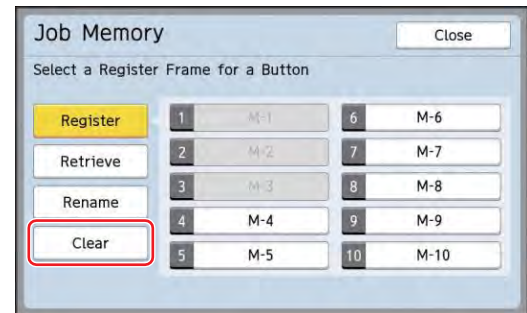 Job Memory
Close
Select a Register Frame for a Button
Register
Retrieve
Rename
Clear
1 M-1
2 M-2
3 M-3
4 M-4
5 M-5
6 M-6
7 M-7
8 M-8
9 M-9
10 M-10